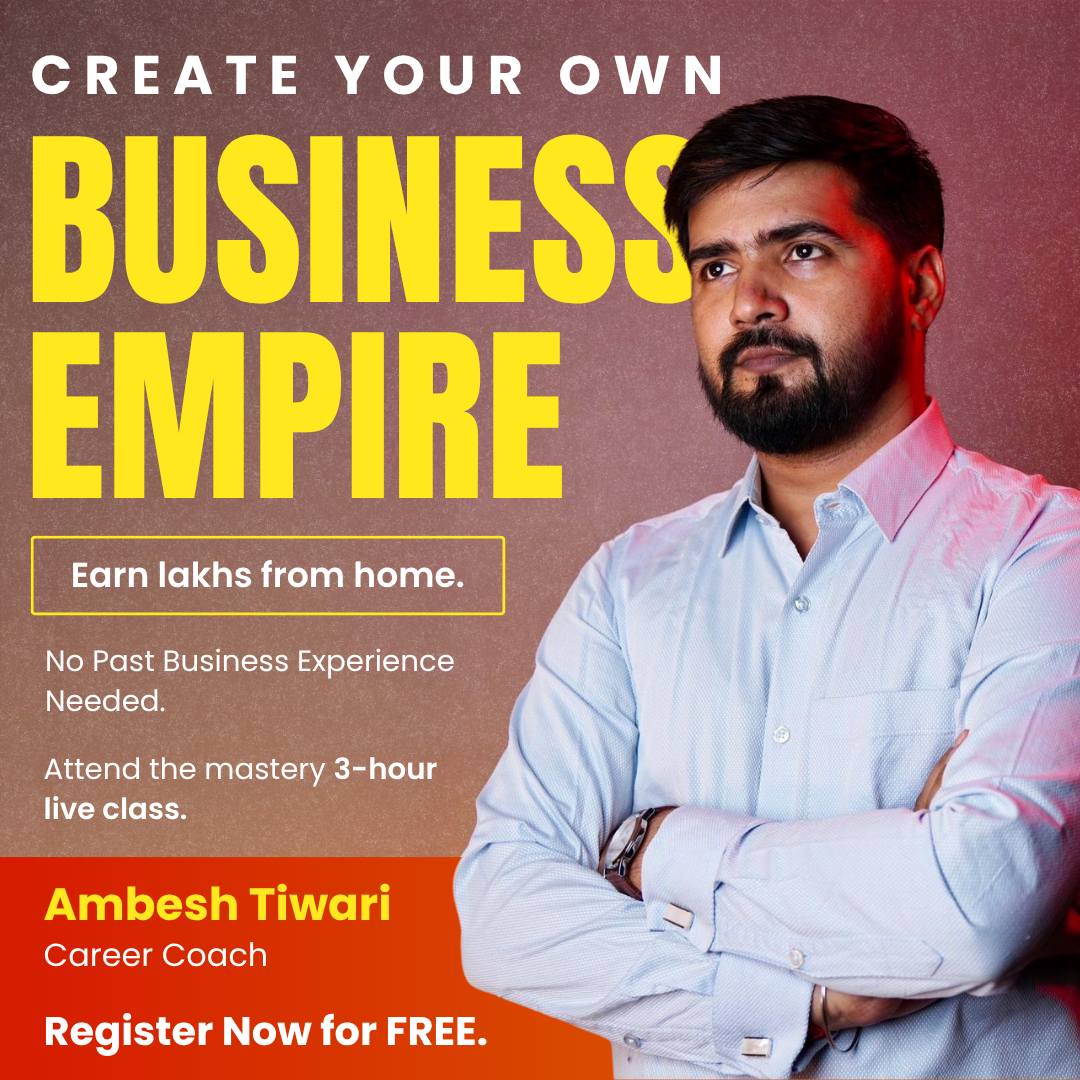 CREATE YOUR OWN
BUSINESS
EMPIRE
Earn lakhs from home.
No Past Business Experience
Needed.
Attend the mastery 3-hour
live class.
Ambesh Tiwari
Career Coach
Register Now for FREE.